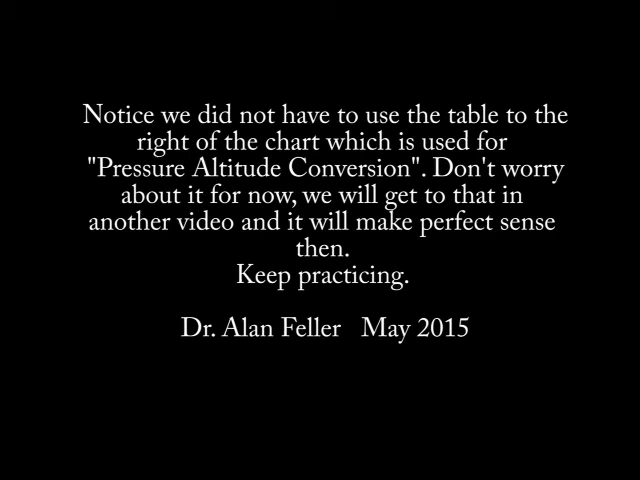 Notice we did not have to use the table to the
right of the chart which is used for
"Pressure Altitude Conversion". Don't worry
about it for now, we will get to that in
another video and it will make perfect sense
then.
Keep practicing.
Dr. Alan Feller May 2015